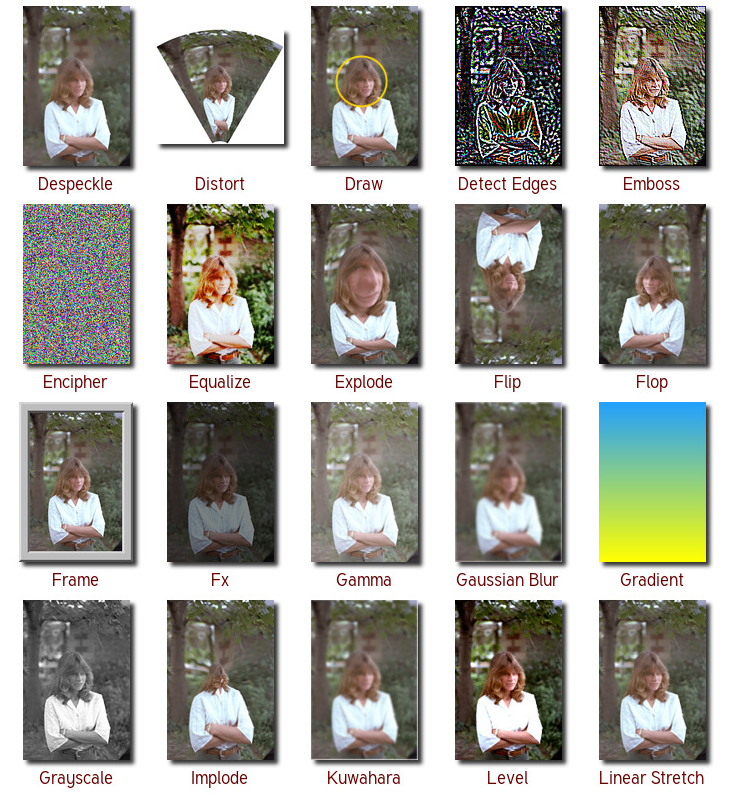 Despeckle
Distort
Draw
Detect Edges
Emboss
Encipher
Equalize
Explode
Flip
Flop
Frame
Fx
Gamma
Gaussian Blur
Gradient
Grayscale
Implode
Kuwahara
Level
Linear Stretch